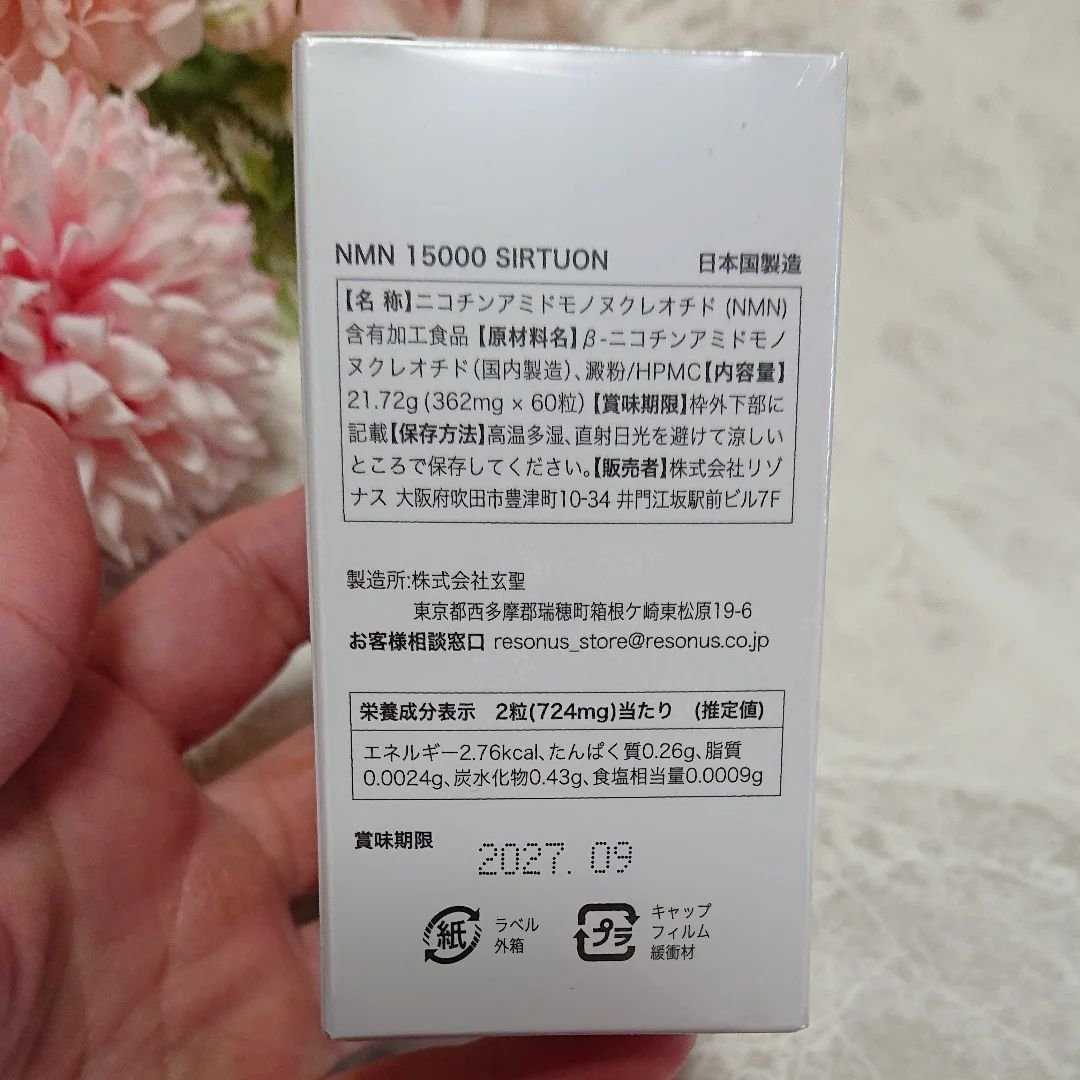 NMN 15000 SIRTUON 日本国製造
【名 称】ニコチンアミドモノヌクレオチド (NMN)
含有加工食品【原材料名】β-ニコチンアミドモノ
ヌクレオチド(国内製造)、澱粉/HPMC【内容量】
21.72g (362mg × 60粒)【賞味期限】枠外下部に
記載【保存方法】高温多湿、直射日光を避けて涼しい
ところで保存してください。【販売者】株式会社リゾ
ナス 大阪府吹田市豊津町10-34 井門江坂駅前ビル7F
製造所:株式会社玄聖
東京都西多摩郡瑞穂町箱根ケ崎東松原19-6
お客様相談窓口 resonus_store@resonus.co.jp
栄養成分表示 2粒(724mg)当たり (推定値)
エネルギー2.76kcal、たんぱく質0.26g、脂質
0.0024g、炭水化物0.43g、食塩相当量0.0009g
賞味期限 2027. 09
紙 ラベル
外箱
プラ キャップ
フィルム
緩衝材